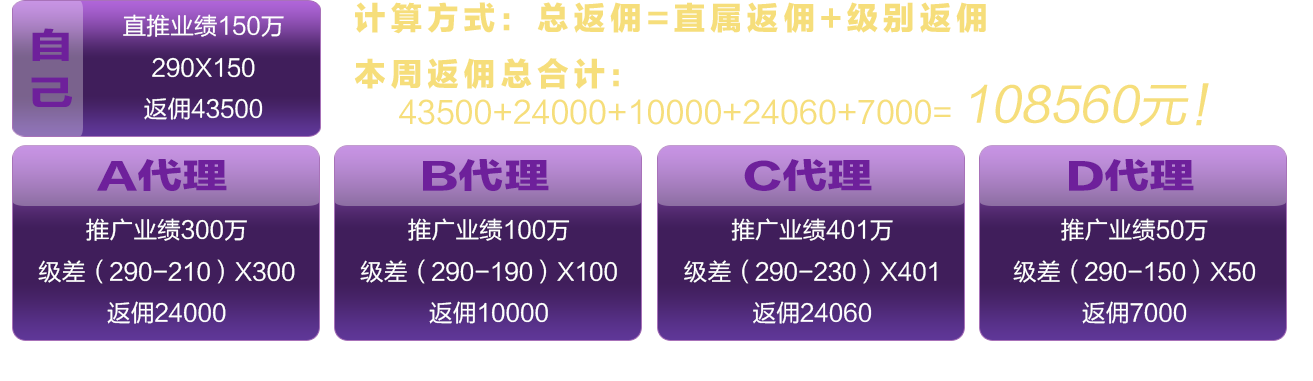 自己
直推业绩150万
290X150
返佣43500
计算方式：总返佣=直属返佣+级别返佣
本周返佣总合计：
43500+24000+10000+24060+7000= 108560元！
A代理
推广业绩300万
级差（290-210）X300
返佣24000
B代理
推广业绩100万
级差（290-190）X100
返佣10000
C代理
推广业绩401万
级差（290-230）X401
返佣24060
D代理
推广业绩50万
级差（290-150）X50
返佣7000